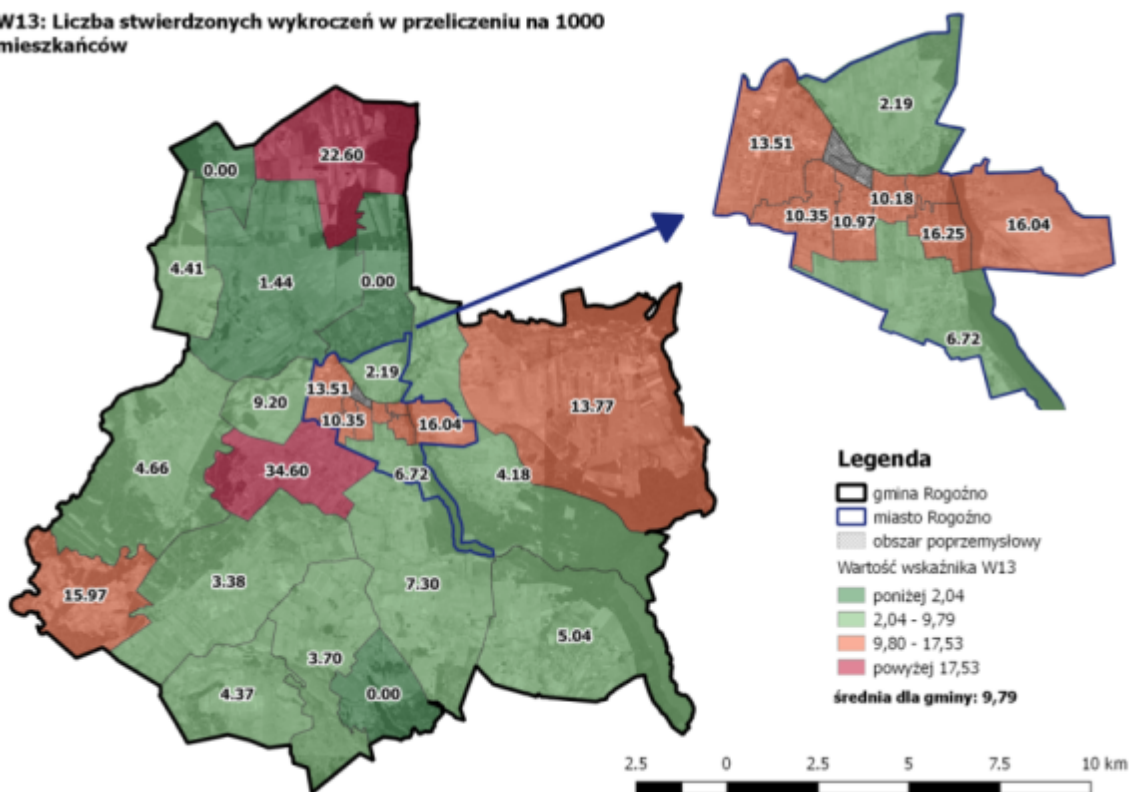 W13: Liczba stwierdzonych wykroczeń w przeliczeniu na 1000
mieszkańców
2.19
13.51
10.18
10.35
10.97
16.25
16.04
6.72
22.60
0.00
4.41
1.44
0.00
2.19
13.51
9.20
10.35
16.04
13.77
4.66
34.60
6.72
4.18
3.38
7.30
15.97
5.04
3.70
4.37
0.00
Legenda
gmina Rogoźno
miasto Rogoźno
obszar poprzemysłowy
Wartość wskaźnika W13
poniżej 2,04
2,04 - 9,79
9,80 - 17,53
powyżej 17,53
średnia dla gminy: 9,79
2.5 0 2.5 5 7.5 10 km